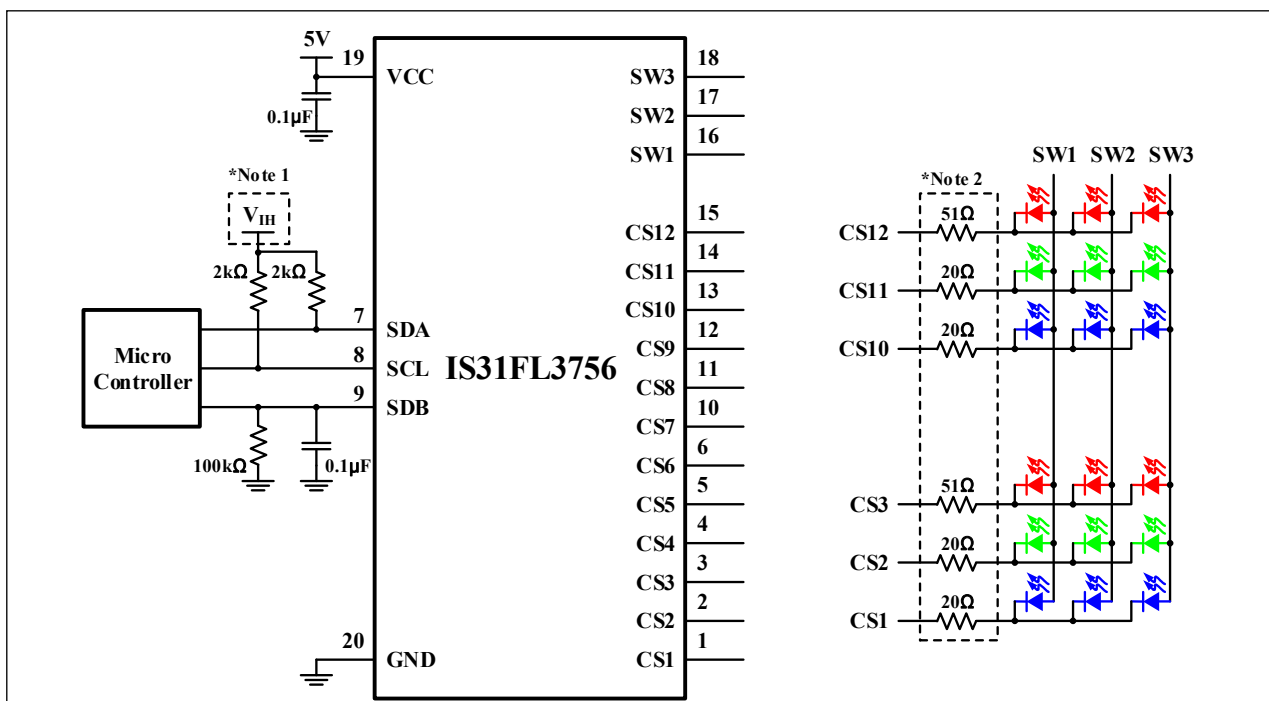 5V
19
VCC
0.1µF
*Note 1
VIH
2kΩ
2kΩ
Micro
Controller
7
SDA
8
SCL
9
SDB
100kΩ
0.1µF
20
GND
IS31FL3756
18
SW3
17
SW2
16
SW1
15
CS12
14
CS11
13
CS10
12
CS9
11
CS8
10
CS7
6
CS6
5
CS5
4
CS4
3
CS3
2
CS2
1
CS1
SW1 SW2 SW3
*Note 2
CS12 51Ω
CS11 20Ω
CS10 20Ω
CS3 51Ω
CS2 20Ω
CS1 20Ω